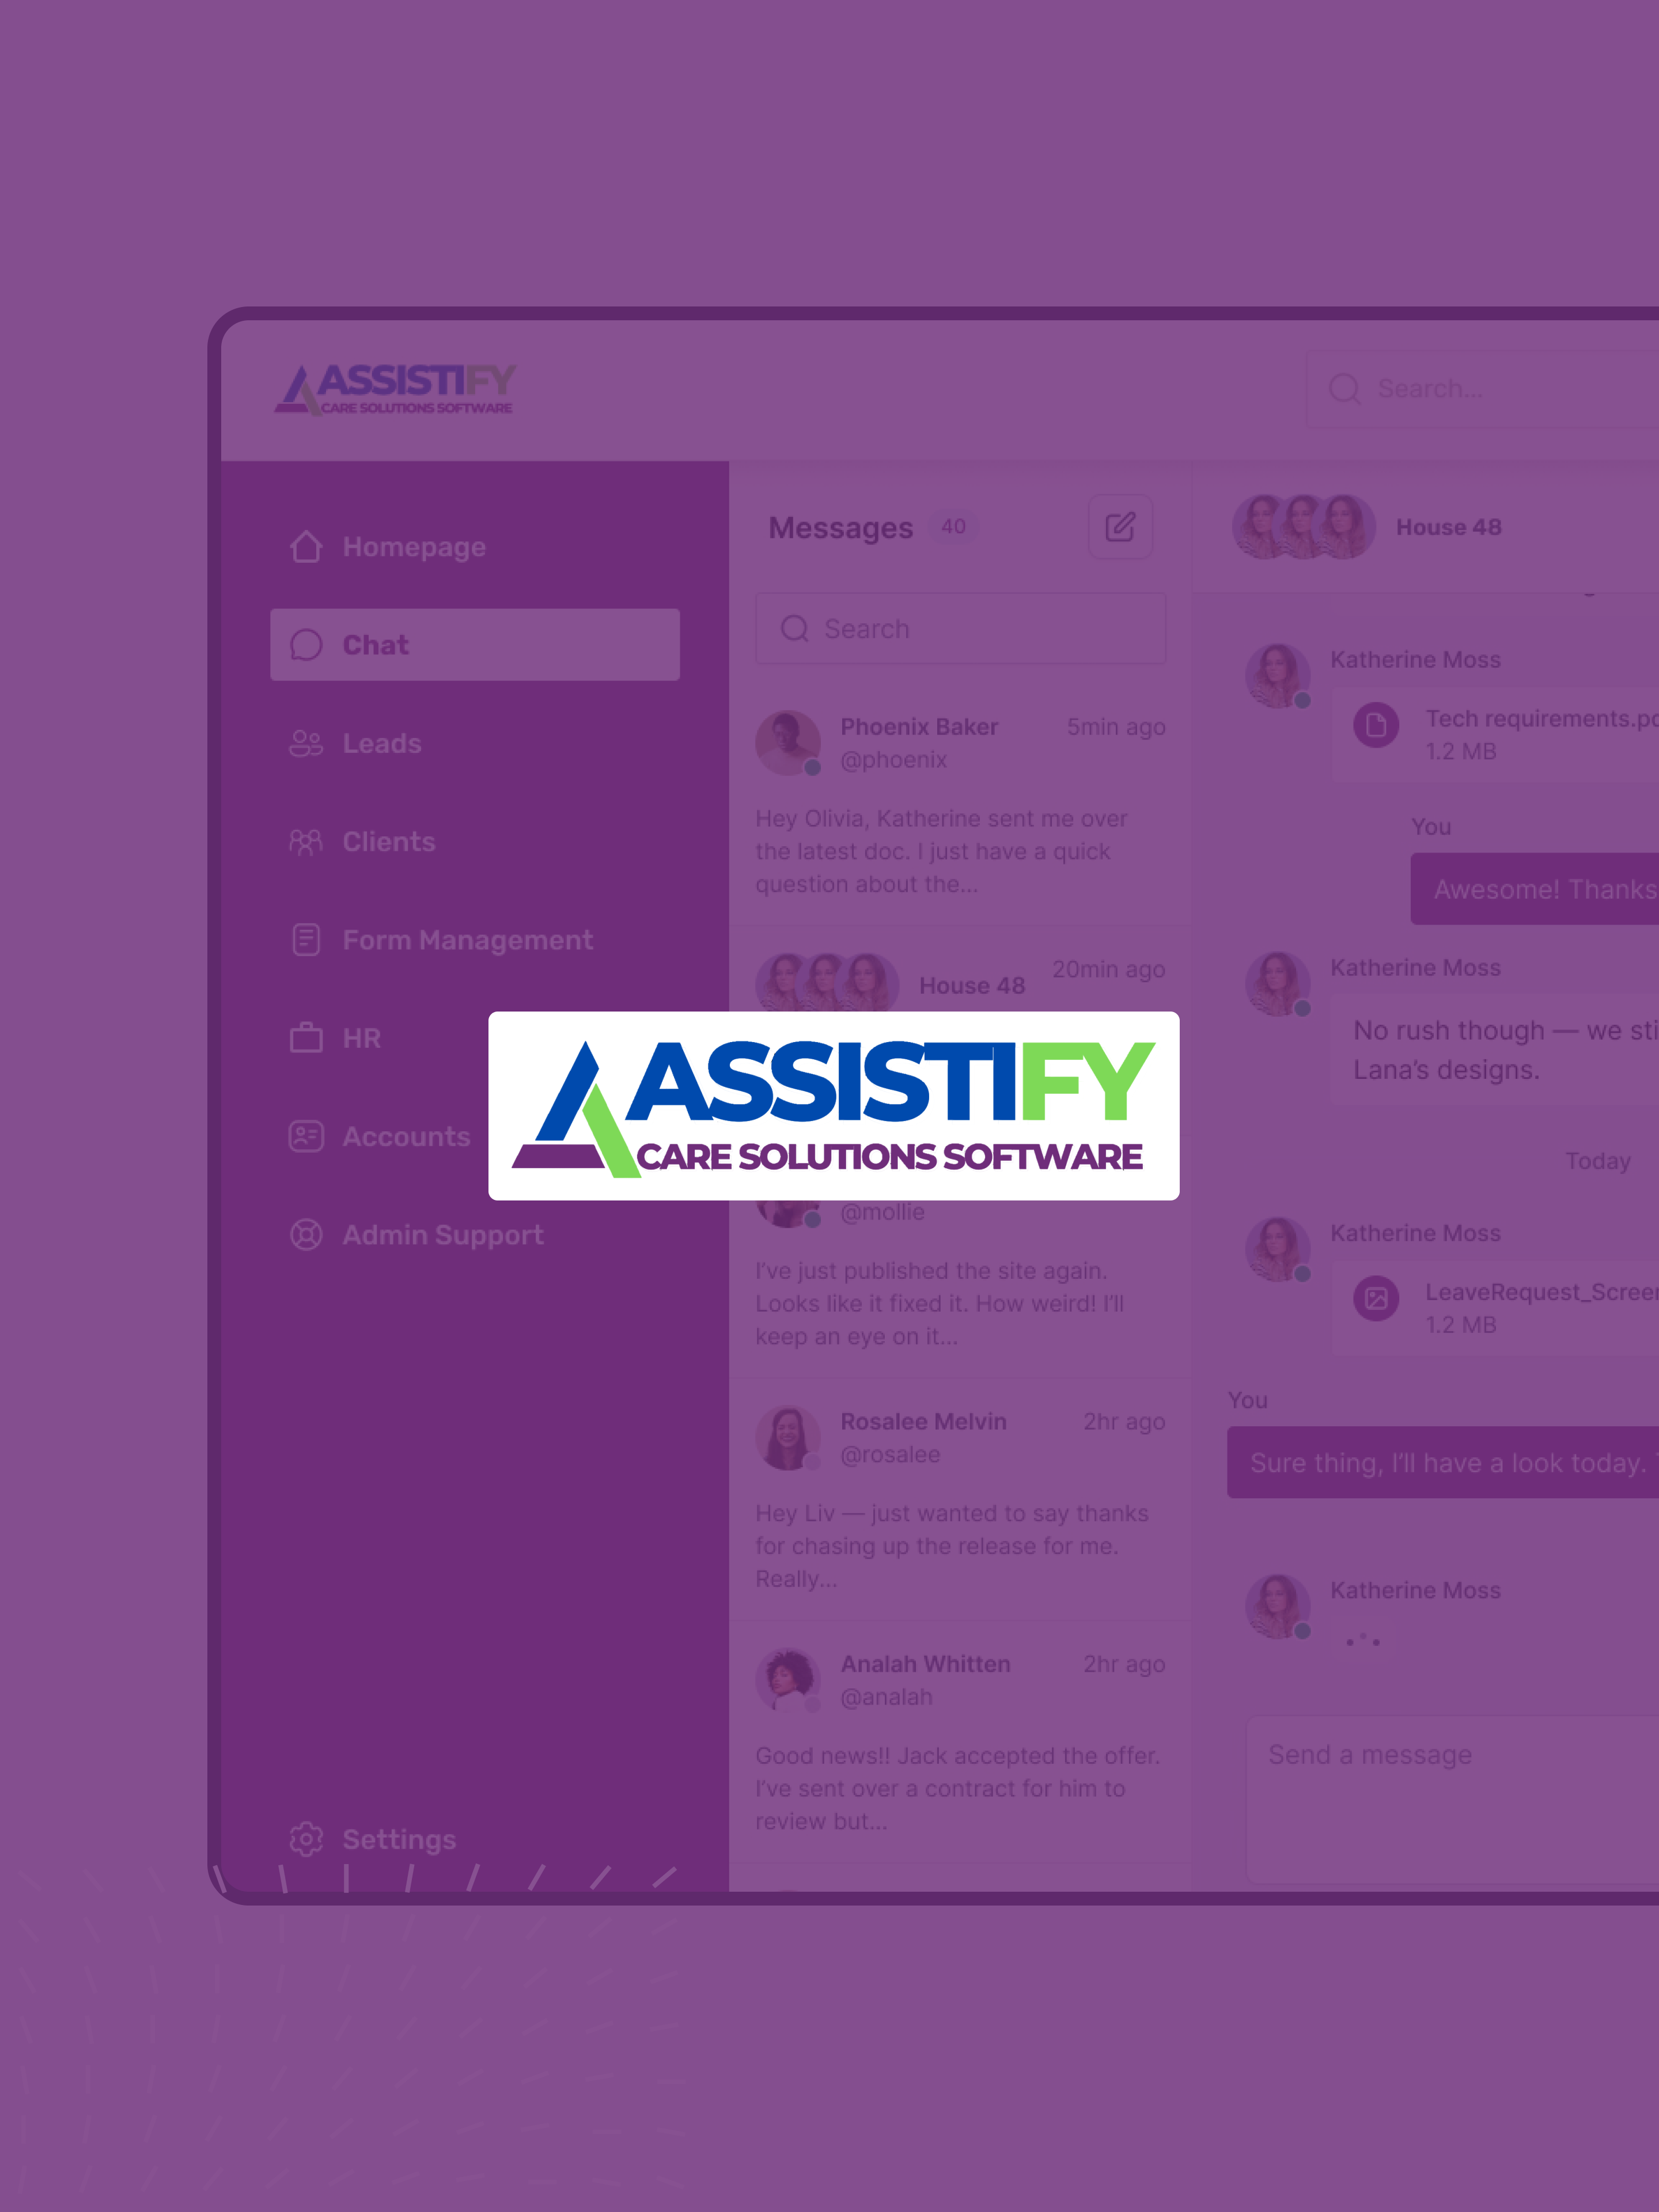 ASSISTIFY
CARE SOLUTIONS SOFTWARE
Search...
Homepage
Chat
Leads
Clients
Form Management
HR
Accounts
Admin Support
Settings
Messages 40
Search
Phoenix Baker 5min ago
@phoenix
Hey Olivia, Katherine sent me over
the latest doc. I just have a quick
question about the...
House 48 20min ago
ASSISTIFY
CARE SOLUTIONS SOFTWARE
@mollie
I've just published the site again.
Looks like it fixed it. How weird! I'll
keep an eye on it...
Rosalee Melvin 2hr ago
@rosalee
Hey Liv — just wanted to say thanks
for chasing up the release for me.
Really...
Analah Whitten 2hr ago
@analah
Good news!! Jack accepted the offer.
I've sent over a contract for him to
review but...
House 48
Katherine Moss
Tech requirements.
1.2 MB
You
Awesome! Thanks
Katherine Moss
No rush though — we
Lana's designs.
Today
Katherine Moss
LeaveRequest_Screen
1.2 MB
You
Sure thing, I'll have a look today.
Katherine Moss
Send a message